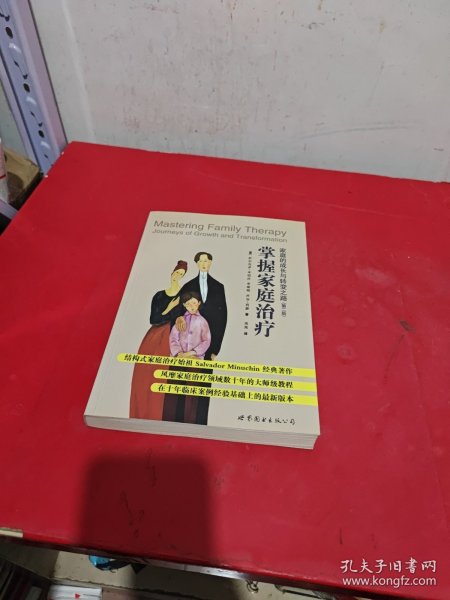 Mastering Family Therapy
Journeys of Growth and Transformation
家庭的成长与转变之路(第二版)
掌握家庭治疗
结构式家庭治疗始祖 Salvador Minuchin 经典著作
风靡家庭治疗领域数十年的大师级教程
在十年临床案例经验基础上的最新版本
世界图书出版公司
孔夫子旧书网
www.kongfz.com